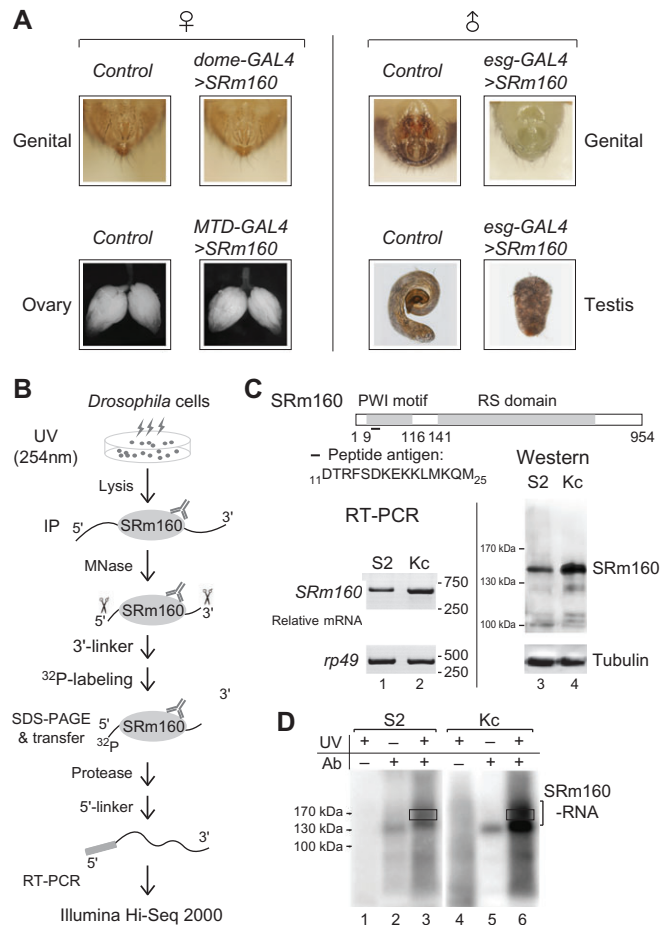 A
♀
♂
Control
dome-GAL4
>SRm160
Control
esg-GAL4
>SRm160
Genital
Genital
Control
MTD-GAL4
>SRm160
Control
esg-GAL4
>SRm160
Ovary
Testis
B
Drosophila cells
UV
(254nm)
Lysis
IP
5'
SRm160
3'
MNase
5'
SRm160
3'
3'-linker
32P-labeling
3'
SDS-PAGE
& transfer
5'
32P
SRm160
Protease
5'-linker
3'
5'
RT-PCR
Illumina Hi-Seq 2000
C
SRm160
PWI motif
RS domain
1 9 116 141 954
– Peptide antigen:
11DTRFSDKEKKLMKQM25
Western
S2 Kc
170 kDa
130 kDa
100 kDa
SRm160
Tubulin
3 4
RT-PCR
S2 Kc
SRm160
-750
-250
Relative mRNA
rp49
-500
-250
1 2
D
S2 Kc
UV + – + + – +
Ab – + + – + +
170 kDa
130 kDa
100 kDa
SRm160
-RNA
1 2 3 4 5 6